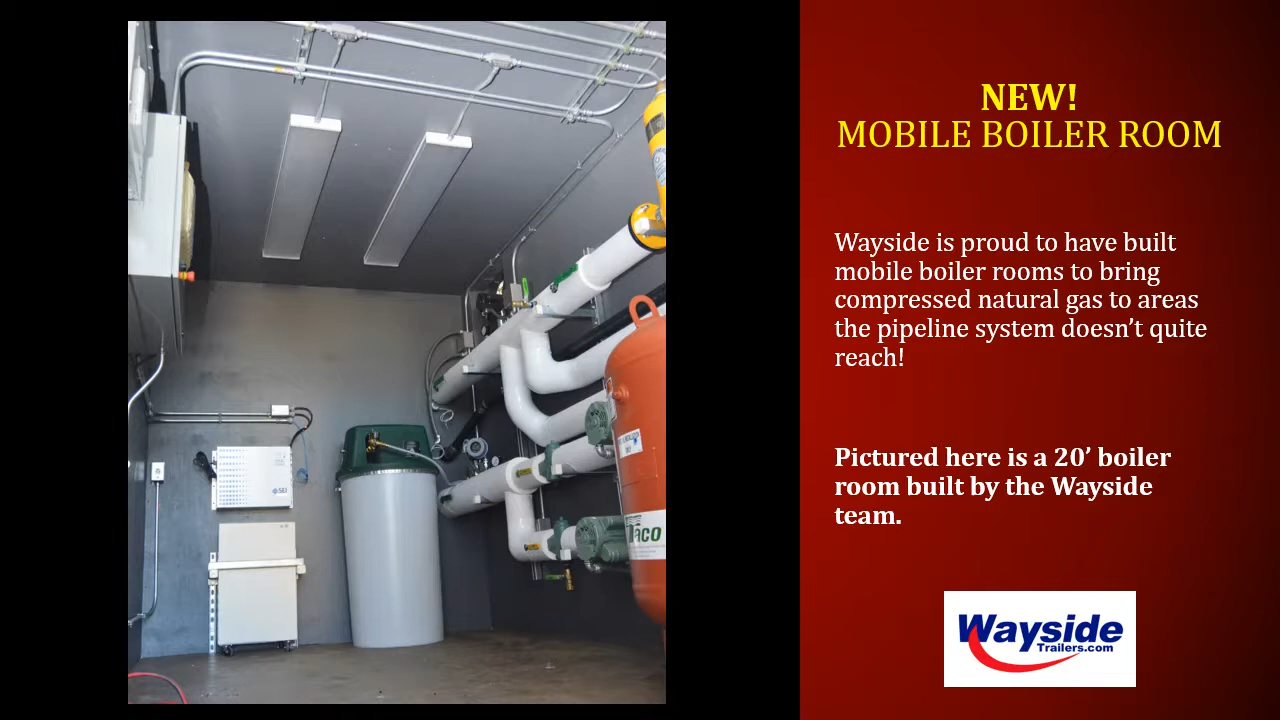 NEW!
MOBILE BOILER ROOM
Wayside is proud to have built
mobile boiler rooms to bring
compressed natural gas to areas
the pipeline system doesn’t quite
reach!
Pictured here is a 20’ boiler
room built by the Wayside
team.
Wayside
Trailers.com
SEI
Taco